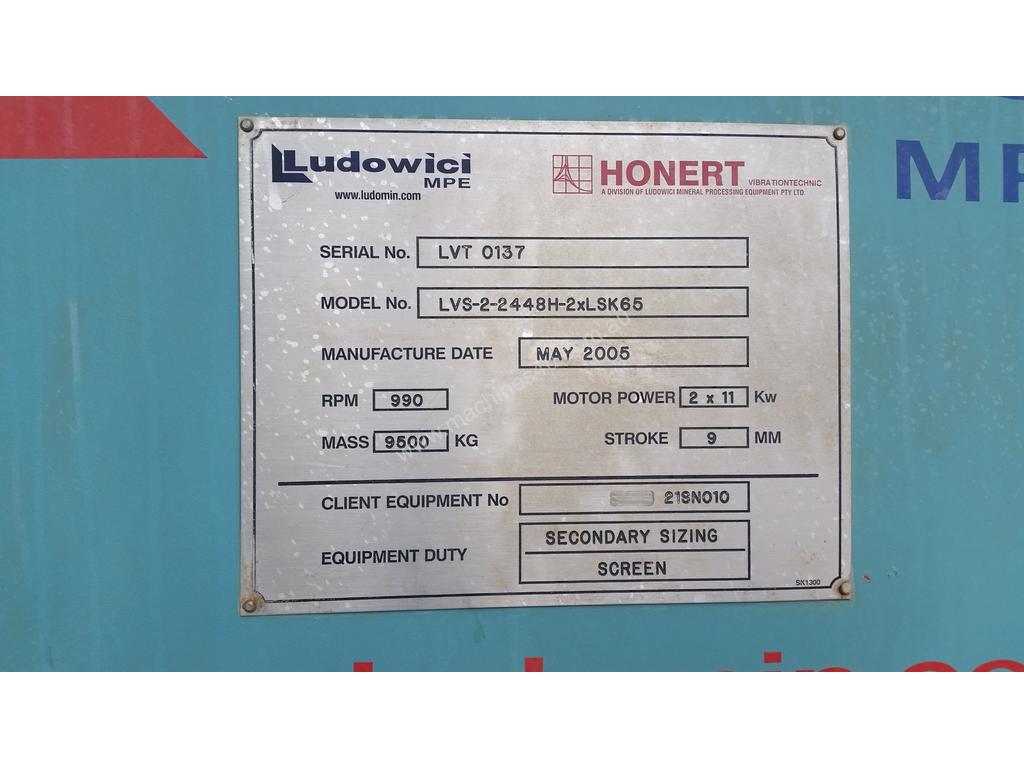 Ludowici
MPE
www.ludomin.com
HONERT VIBRATIONTECHNIC
A DIVISION OF LUDOWICI MINERAL PROCESSING EQUIPMENT PTY LTD.
MP
SERIAL No. LVT 0137
MODEL No. LVS-2-2448H-2xLSK65
MANUFACTURE DATE MAY 2005
RPM 990 MOTOR POWER 2 x 11 Kw
MASS 9500 KG STROKE 9 MM
CLIENT EQUIPMENT No 21SN010
EQUIPMENT DUTY SECONDARY SIZING
SCREEN
SK1300